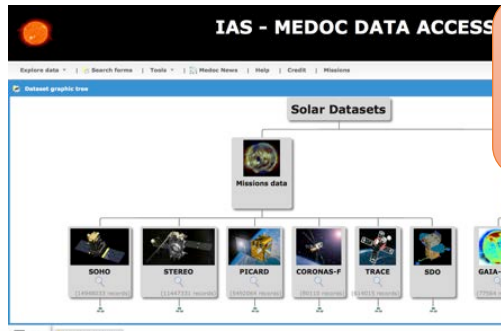 IAS - MEDOC DATA ACCESS
Explore data | Search forms | Tools | Medoc News | Help | Credit | Missions
Dataset graphic tree
Solar Datasets
Missions data
SOHO STEREO PICARD CORONAS-F TRACE SDO GAIA-